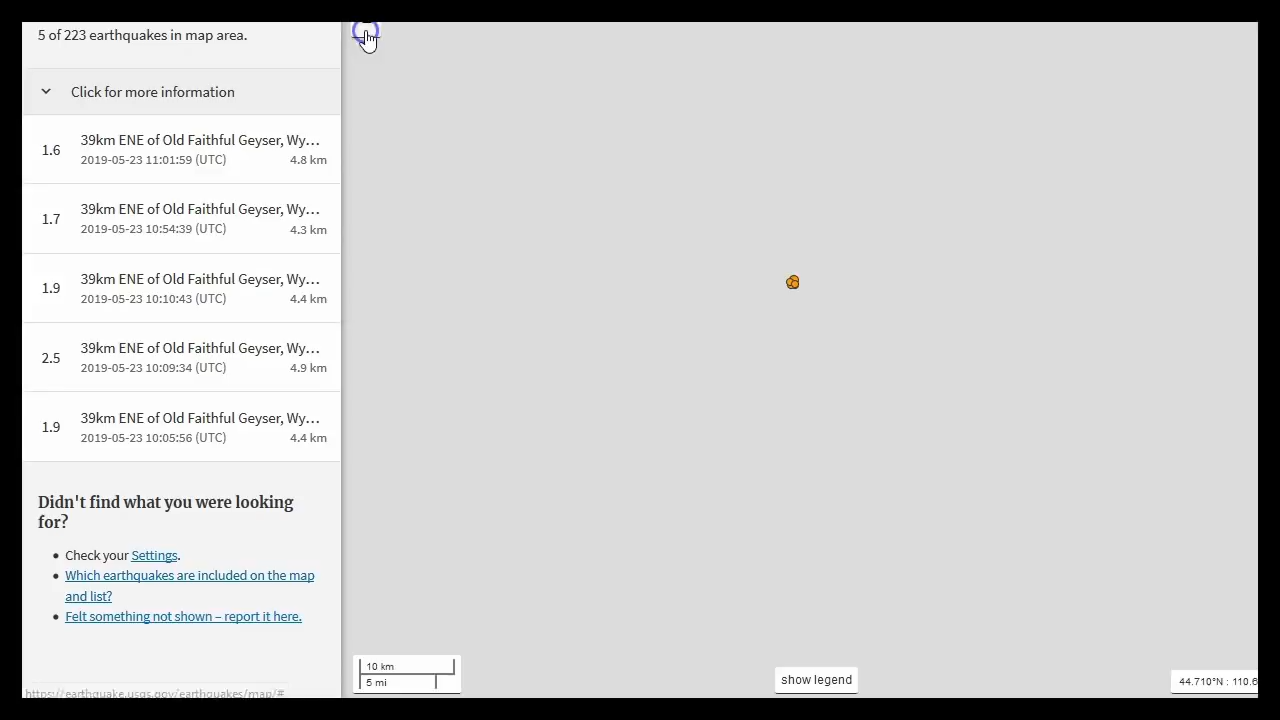 5 of 223 earthquakes in map area.
Click for more information
1.6
39km ENE of Old Faithful Geyser, Wy…
2019-05-23 11:01:59 (UTC) 4.8 km
1.7
39km ENE of Old Faithful Geyser, Wy…
2019-05-23 10:54:39 (UTC) 4.3 km
1.9
39km ENE of Old Faithful Geyser, Wy…
2019-05-23 10:10:43 (UTC) 4.4 km
2.5
39km ENE of Old Faithful Geyser, Wy…
2019-05-23 10:09:34 (UTC) 4.9 km
1.9
39km ENE of Old Faithful Geyser, Wy…
2019-05-23 10:05:56 (UTC) 4.4 km
Didn't find what you were looking
for?
• Check your Settings.
• Which earthquakes are included on the map
and list?
• Felt something not shown – report it here.
https://earthquake.usgs.gov/earthquakes/map/#
10 km
5 mi
show legend
44.710°N : 110.6